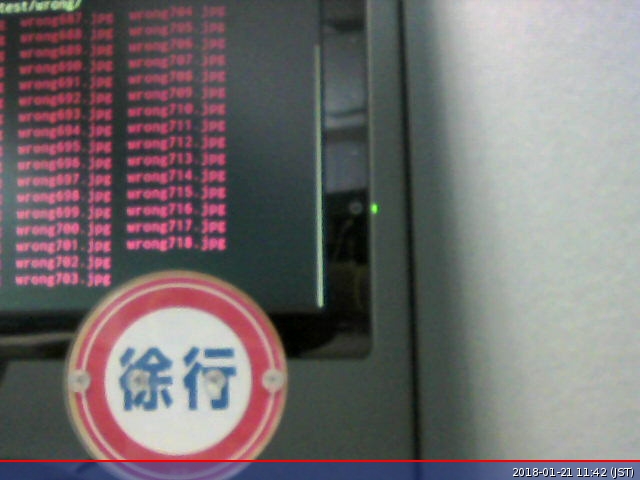 test/wrong/
wrong687.jpg wrong704.jpg
wrong688.jpg wrong705.jpg
wrong689.jpg wrong706.jpg
wrong690.jpg wrong707.jpg
wrong691.jpg wrong708.jpg
wrong692.jpg wrong709.jpg
wrong693.jpg wrong710.jpg
wrong694.jpg wrong711.jpg
wrong695.jpg wrong712.jpg
wrong696.jpg wrong713.jpg
wrong697.jpg wrong714.jpg
wrong698.jpg wrong715.jpg
wrong699.jpg wrong716.jpg
wrong700.jpg wrong717.jpg
wrong701.jpg wrong718.jpg
wrong702.jpg
wrong703.jpg
徐行
2018-01-21 11:42 (JST)